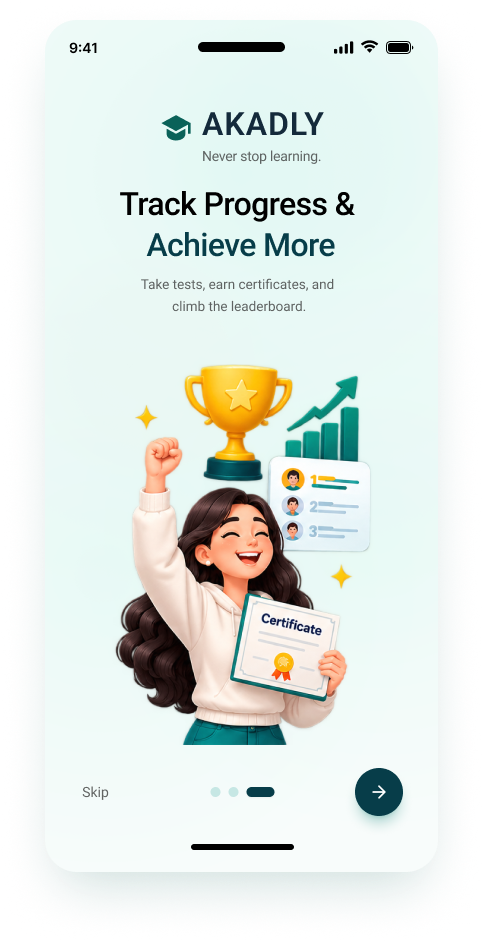 9:41
AKADLY
Never stop learning.
Track Progress &
Achieve More
Take tests, earn certificates, and
climb the leaderboard.
1
2
3
Certificate
Skip